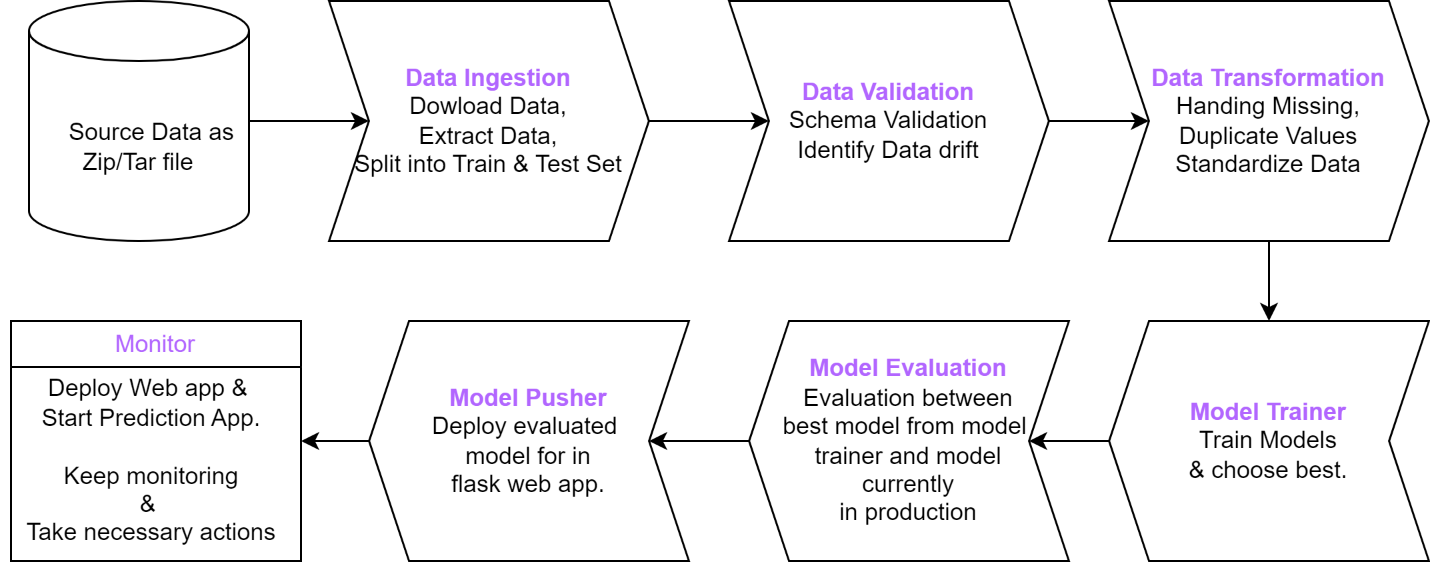 Source Data as
Zip/Tar file
Data Ingestion
Dowload Data,
Extract Data,
Split into Train & Test Set
Data Validation
Schema Validation
Identify Data drift
Data Transformation
Handing Missing,
Duplicate Values
Standardize Data
Model Trainer
Train Models
& choose best.
Model Evaluation
Evaluation between
best model from model
trainer and model
currently
in production
Model Pusher
Deploy evaluated
model for in
flask web app.
Monitor
Deploy Web app &
Start Prediction App.
Keep monitoring
&
Take necessary actions